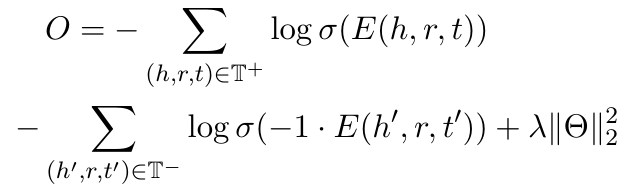 O = − ∑_{(h,r,t)∈𝕋⁺} log σ(E(h, r, t))
− ∑_{(h′,r,t′)∈𝕋⁻} log σ(−1 · E(h′, r, t′)) + λ‖Θ‖₂²